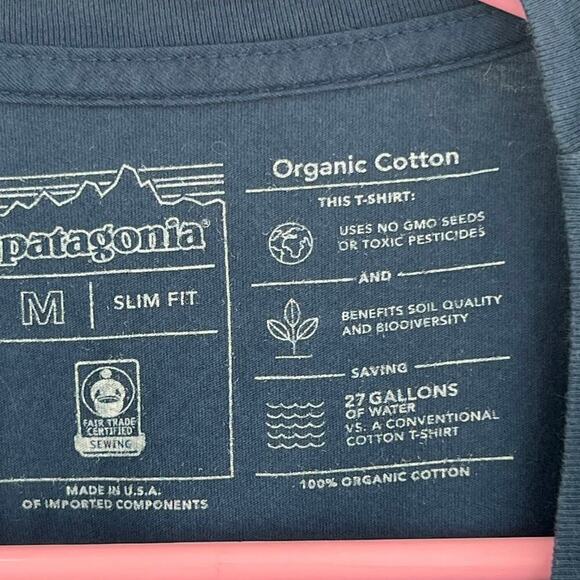 patagonia®
M
SLIM FIT
FAIR TRADE
CERTIFIED
SEWING
MADE IN U.S.A.
OF IMPORTED COMPONENTS
Organic Cotton
THIS T-SHIRT:
USES NO GMO SEEDS
OR TOXIC PESTICIDES
AND
BENEFITS SOIL QUALITY
AND BIODIVERSITY
SAVING
27 GALLONS
OF WATER
VS. A CONVENTIONAL
COTTON T-SHIRT
100% ORGANIC COTTON